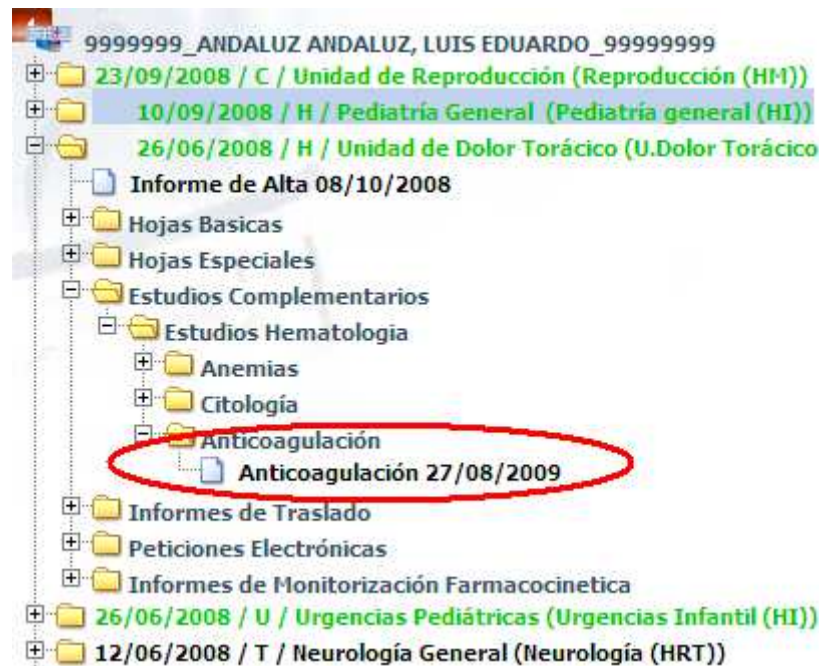 9999999_ANDALUZ ANDALUZ, LUIS EDUARDO_99999999
23/09/2008 / C / Unidad de Reproducción (Reproducción (HM))
10/09/2008 / H / Pediatría General (Pediatría general (HI))
26/06/2008 / H / Unidad de Dolor Torácico (U.Dolor Torácico
Informe de Alta 08/10/2008
Hojas Basicas
Hojas Especiales
Estudios Complementarios
Estudios Hematologia
Anemias
Citología
Anticoagulación
Anticoagulación 27/08/2009
Informes de Traslado
Peticiones Electrónicas
Informes de Monitorización Farmacocinetica
26/06/2008 / U / Urgencias Pediátricas (Urgencias Infantil (HI))
12/06/2008 / T / Neurología General (Neurología (HRT))